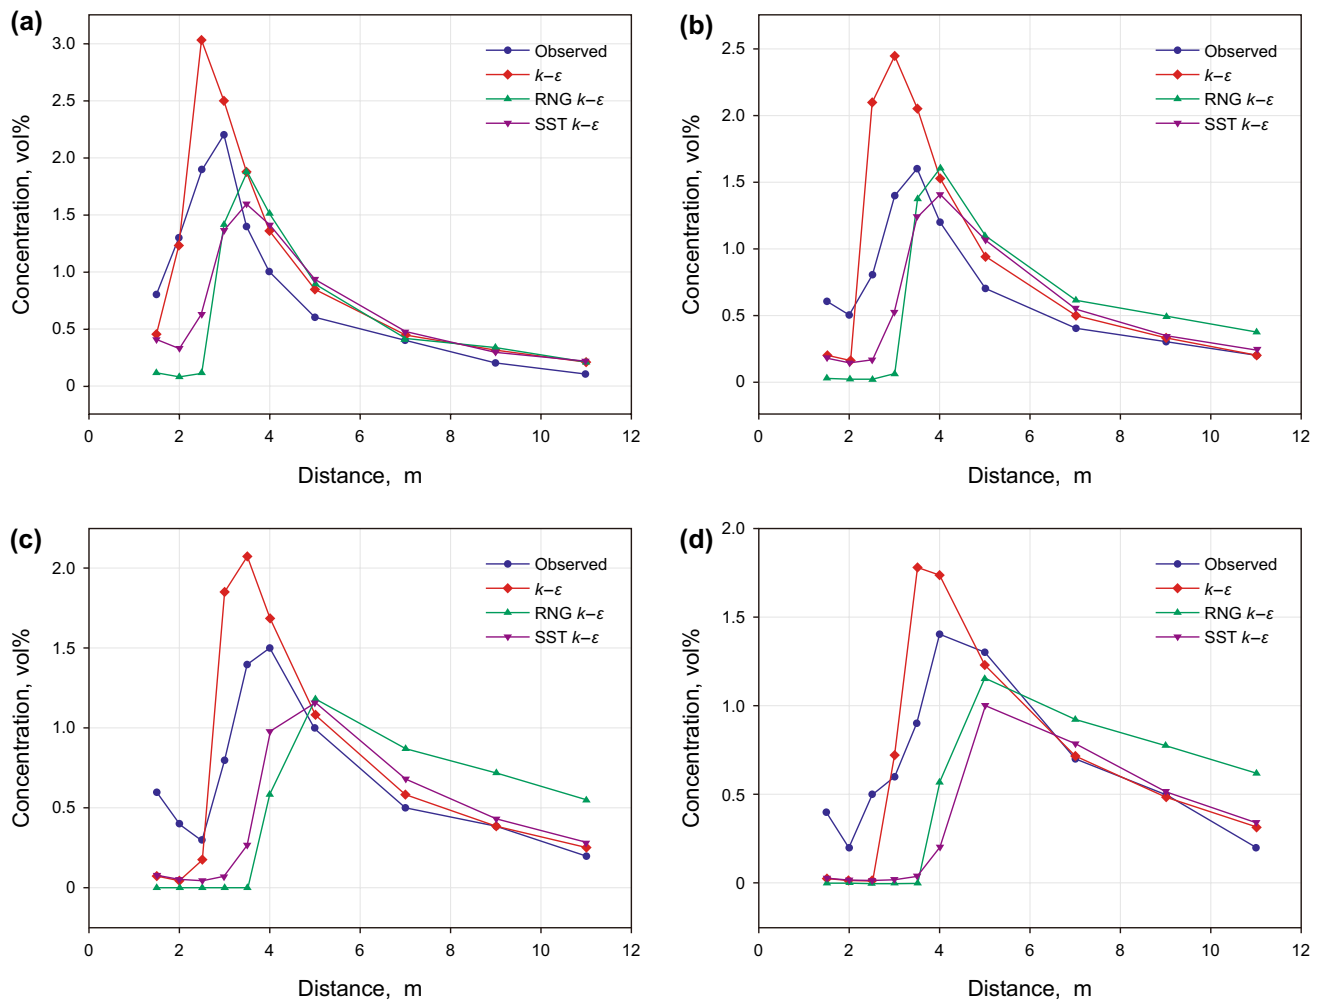 (a)
3.0
2.5
2.0
1.5
1.0
0.5
0
Concentration, vol%
Observed
k–ε
RNG k–ε
SST k–ε
0 2 4 6 8 10 12
Distance, m
(b)
2.5
2.0
1.5
1.0
0.5
0
Concentration, vol%
Observed
k–ε
RNG k–ε
SST k–ε
0 2 4 6 8 10 12
Distance, m
(c)
2.0
1.5
1.0
0.5
0
Concentration, vol%
Observed
k–ε
RNG k–ε
SST k–ε
0 2 4 6 8 10 12
Distance, m
(d)
2.0
1.5
1.0
0.5
0
Concentration, vol%
Observed
k–ε
RNG k–ε
SST k–ε
0 2 4 6 8 10 12
Distance, m